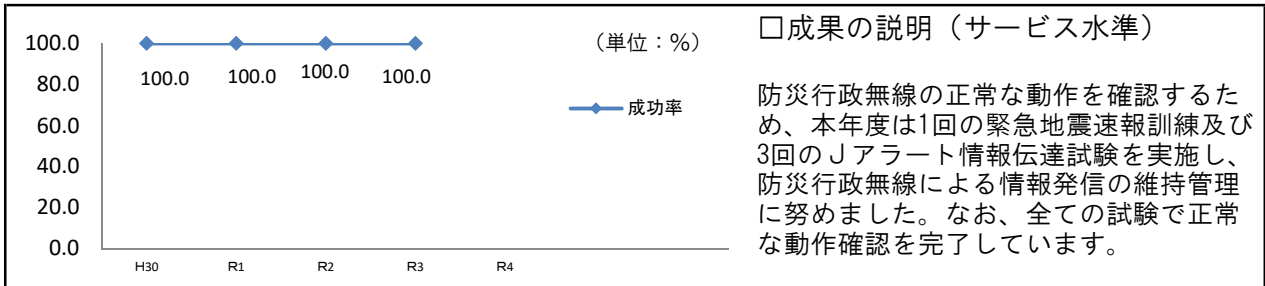 100.0
80.0
60.0
40.0
20.0
0.0
100.0
100.0
100.0
100.0
(単位：%)
成功率
H30
R1
R2
R3
R4
□成果の説明（サービス水準）
防災行政無線の正常な動作を確認するた
め、本年度は1回の緊急地震速報訓練及び
3回のＪアラート情報伝達試験を実施し、
防災行政無線による情報発信の維持管理
に努めました。なお、全ての試験で正常
な動作確認を完了しています。